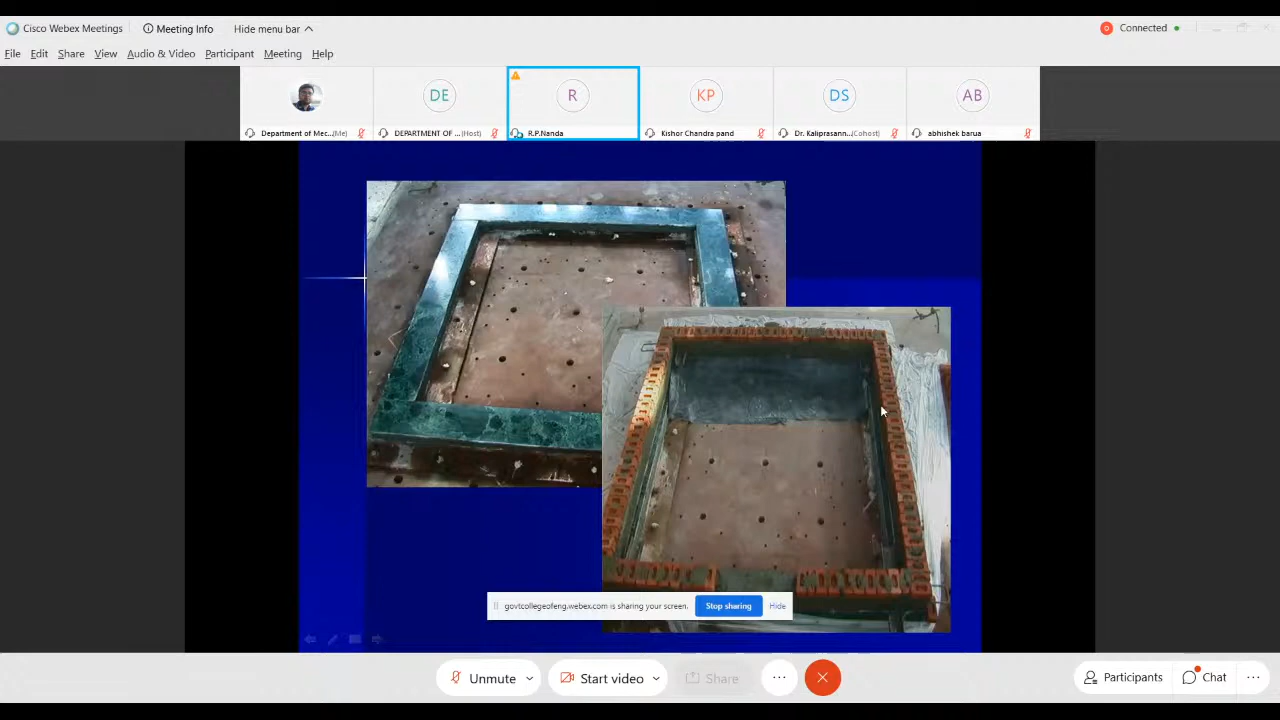 Cisco Webex Meetings
Meeting Info
Hide menu bar
Connected
File Edit Share View Audio & Video Participant Meeting Help
DE
R
KP
DS
AB
Department of Mec...(Me)
DEPARTMENT OF ...(Host)
R.P.Nanda
Kishor Chandra pand
Dr. Kaliprasann...(Cohost)
abhishek barua
govtcollegeofeng.webex.com is sharing your screen.
Stop sharing
Hide
Unmute
Start video
Share
Participants
Chat